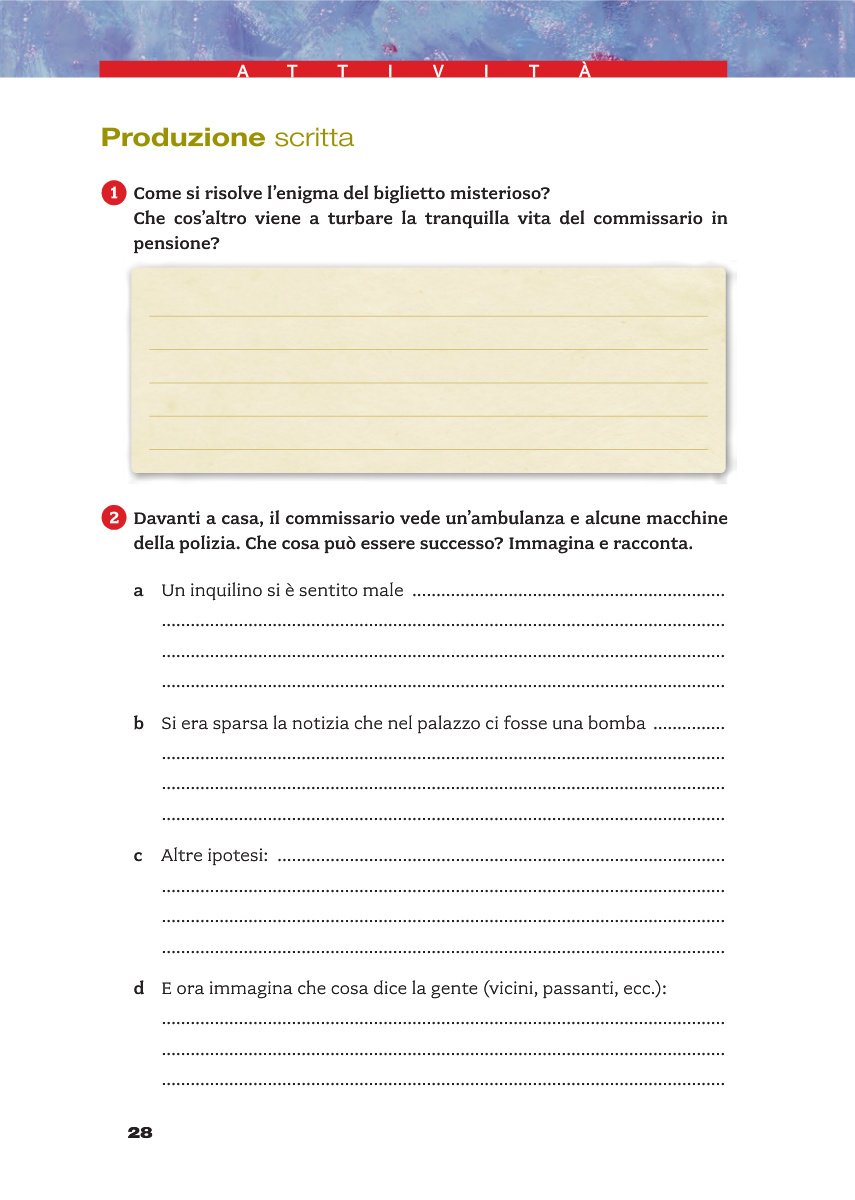 ATTIVITÀ
Produzione scritta
1 Come si risolve l’enigma del biglietto misterioso?
Che cos’altro viene a turbare la tranquilla vita del commissario in
pensione?
2 Davanti a casa, il commissario vede un’ambulanza e alcune macchine
della polizia. Che cosa può essere successo? Immagina e racconta.
a Un inquilino si è sentito male ................................................................
....................................................................................................................
....................................................................................................................
....................................................................................................................
b Si era sparsa la notizia che nel palazzo ci fosse una bomba ...............
....................................................................................................................
....................................................................................................................
....................................................................................................................
c Altre ipotesi: ............................................................................................
....................................................................................................................
....................................................................................................................
....................................................................................................................
d E ora immagina che cosa dice la gente (vicini, passanti, ecc.):
....................................................................................................................
....................................................................................................................
....................................................................................................................
28